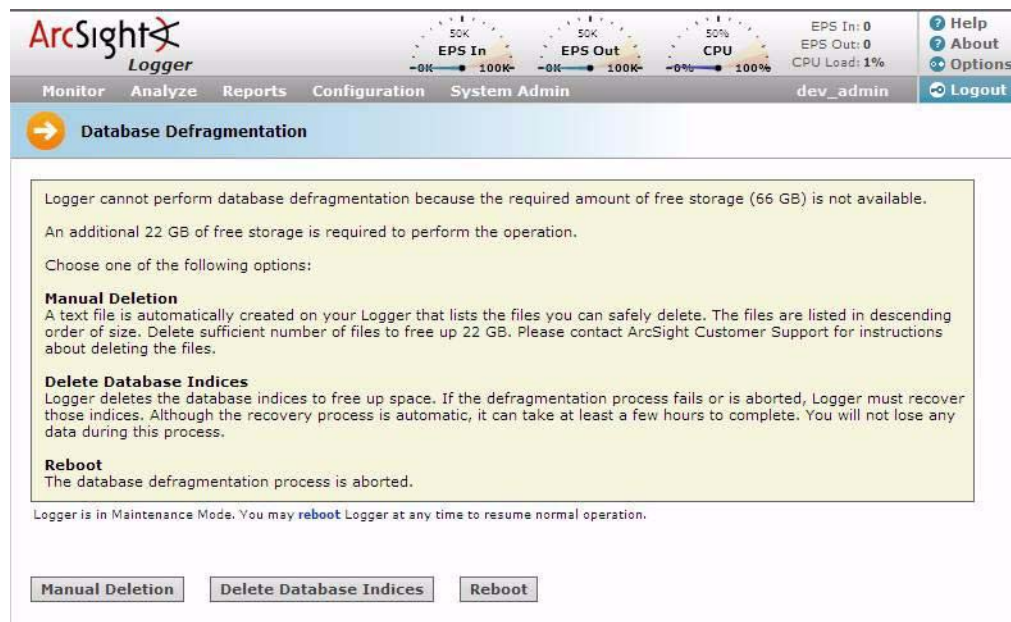 ArcSight
Logger
50K
EPS In
-0K 100K-
50K
EPS Out
-0K 100K-
50%
CPU
-0% 100%
EPS In: 0
EPS Out: 0
CPU Load: 1%
Help
About
Options
Monitor Analyze Reports Configuration System Admin dev_admin Logout
Database Defragmentation
Logger cannot perform database defragmentation because the required amount of free storage (66 GB) is not available.
An additional 22 GB of free storage is required to perform the operation.
Choose one of the following options:
Manual Deletion
A text file is automatically created on your Logger that lists the files you can safely delete. The files are listed in descending
order of size. Delete sufficient number of files to free up 22 GB. Please contact ArcSight Customer Support for instructions
about deleting the files.
Delete Database Indices
Logger deletes the database indices to free up space. If the defragmentation process fails or is aborted, Logger must recover
those indices. Although the recovery process is automatic, it can take at least a few hours to complete. You will not lose any
data during this process.
Reboot
The database defragmentation process is aborted.
Logger is in Maintenance Mode. You may reboot Logger at any time to resume normal operation.
Manual Deletion Delete Database Indices Reboot